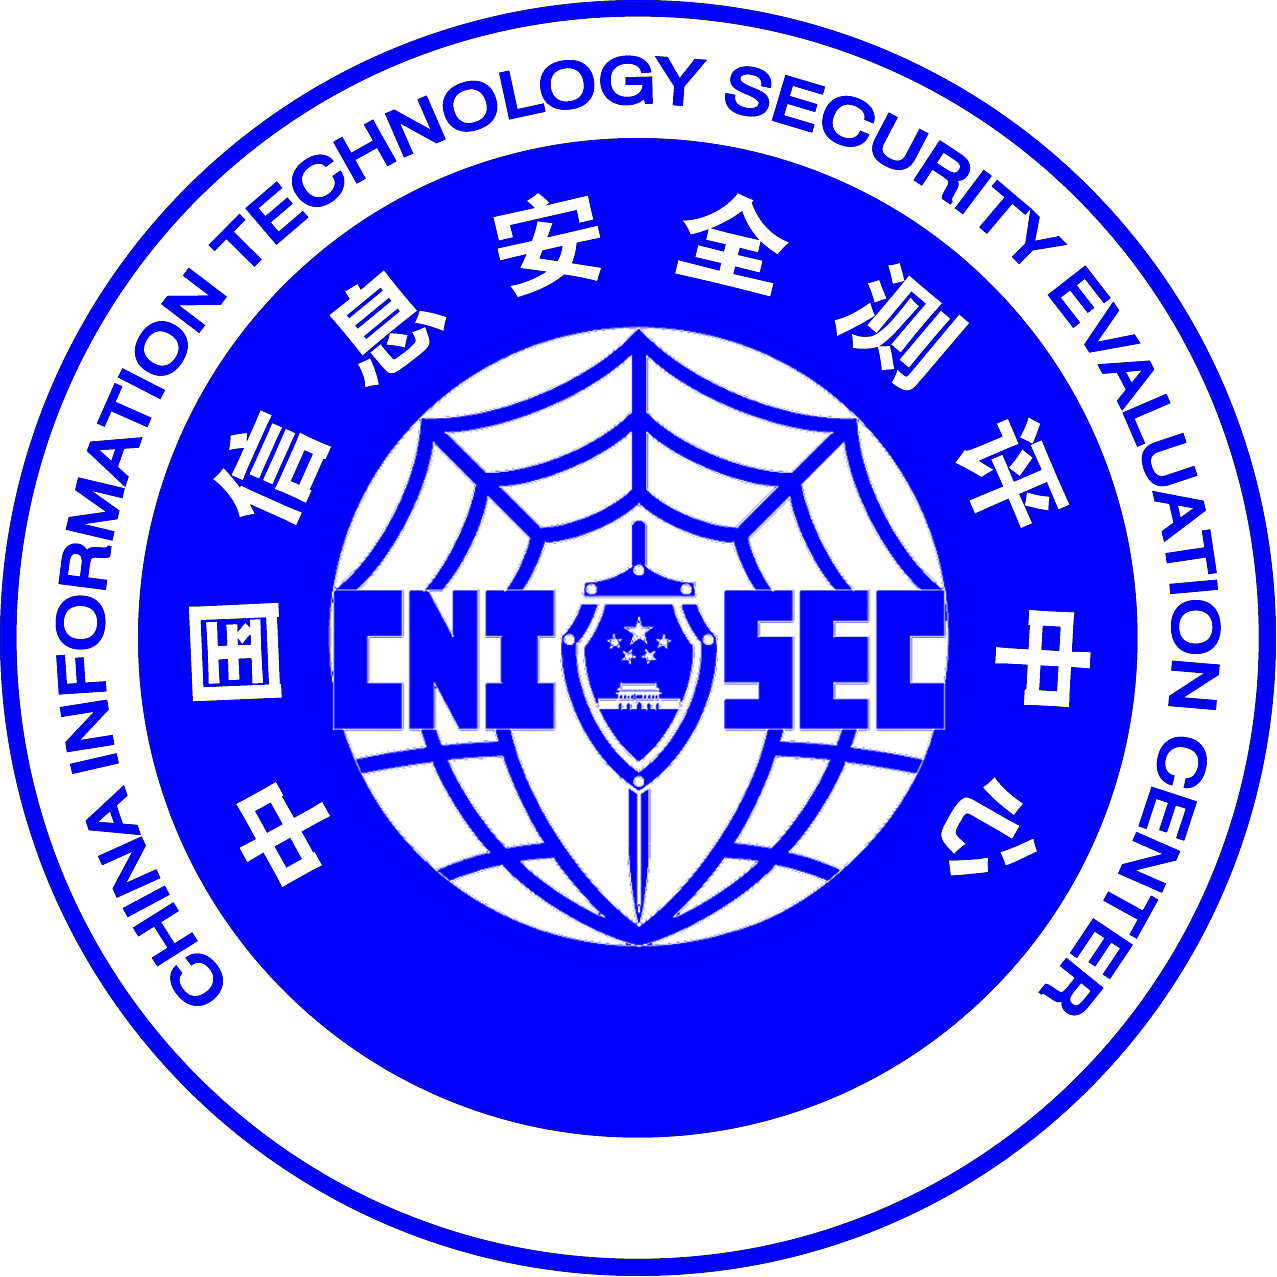 CHINA INFORMATION TECHNOLOGY SECURITY EVALUATION CENTER
中国信息安全测评中心
CNI SEC